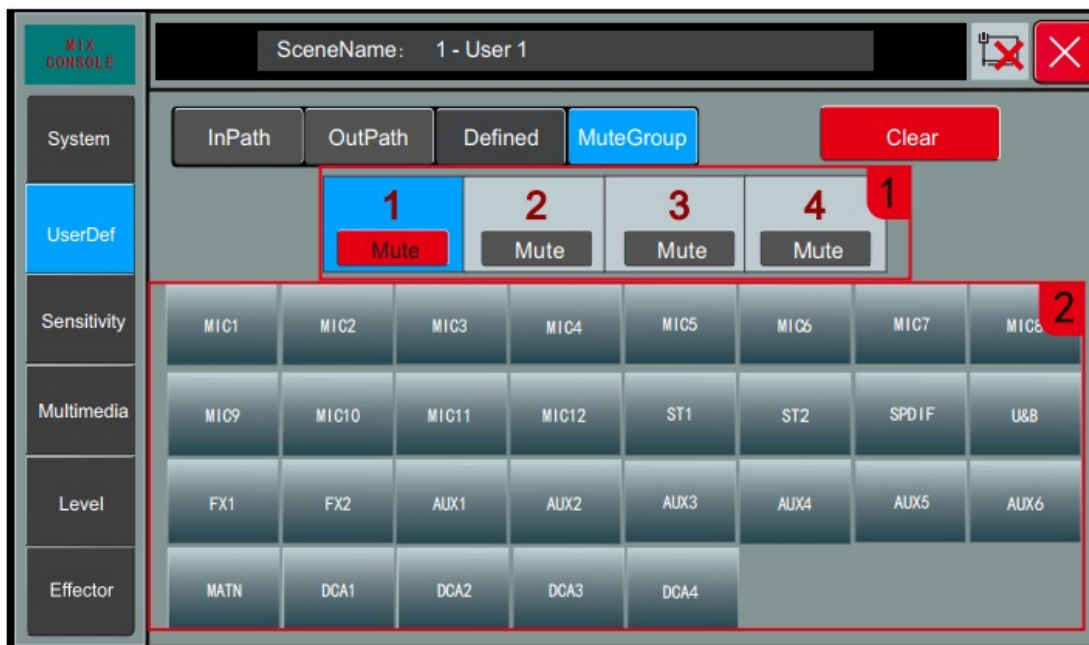 MIX
CONSOLE
SceneName: 1 - User 1
System
InPath OutPath Defined MuteGroup Clear
1 2 3 4 1
Mute Mute Mute Mute
UserDef
Sensitivity
MIC1 MIC2 MIC3 MIC4 MIC5 MIC6 MIC7 MIC8 2
Multimedia
MIC9 MIC10 MIC11 MIC12 ST1 ST2 SPDIF U&B
Level
FX1 FX2 AUX1 AUX2 AUX3 AUX4 AUX5 AUX6
Effector
MATN DCA1 DCA2 DCA3 DCA4